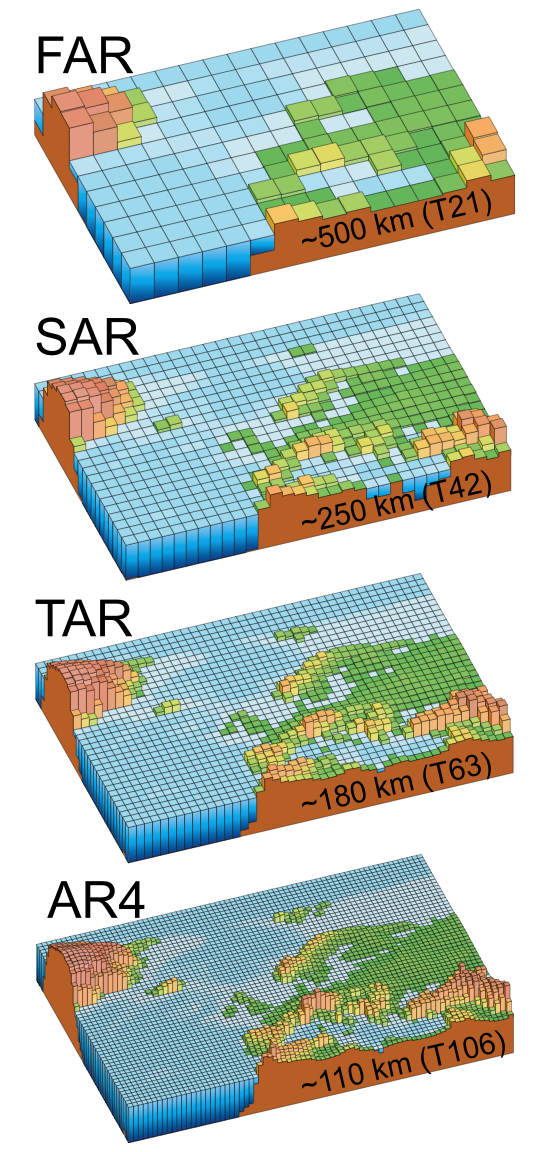 FAR
~500 km (T21)
SAR
~250 km (T42)
TAR
~180 km (T63)
AR4
~110 km (T106)